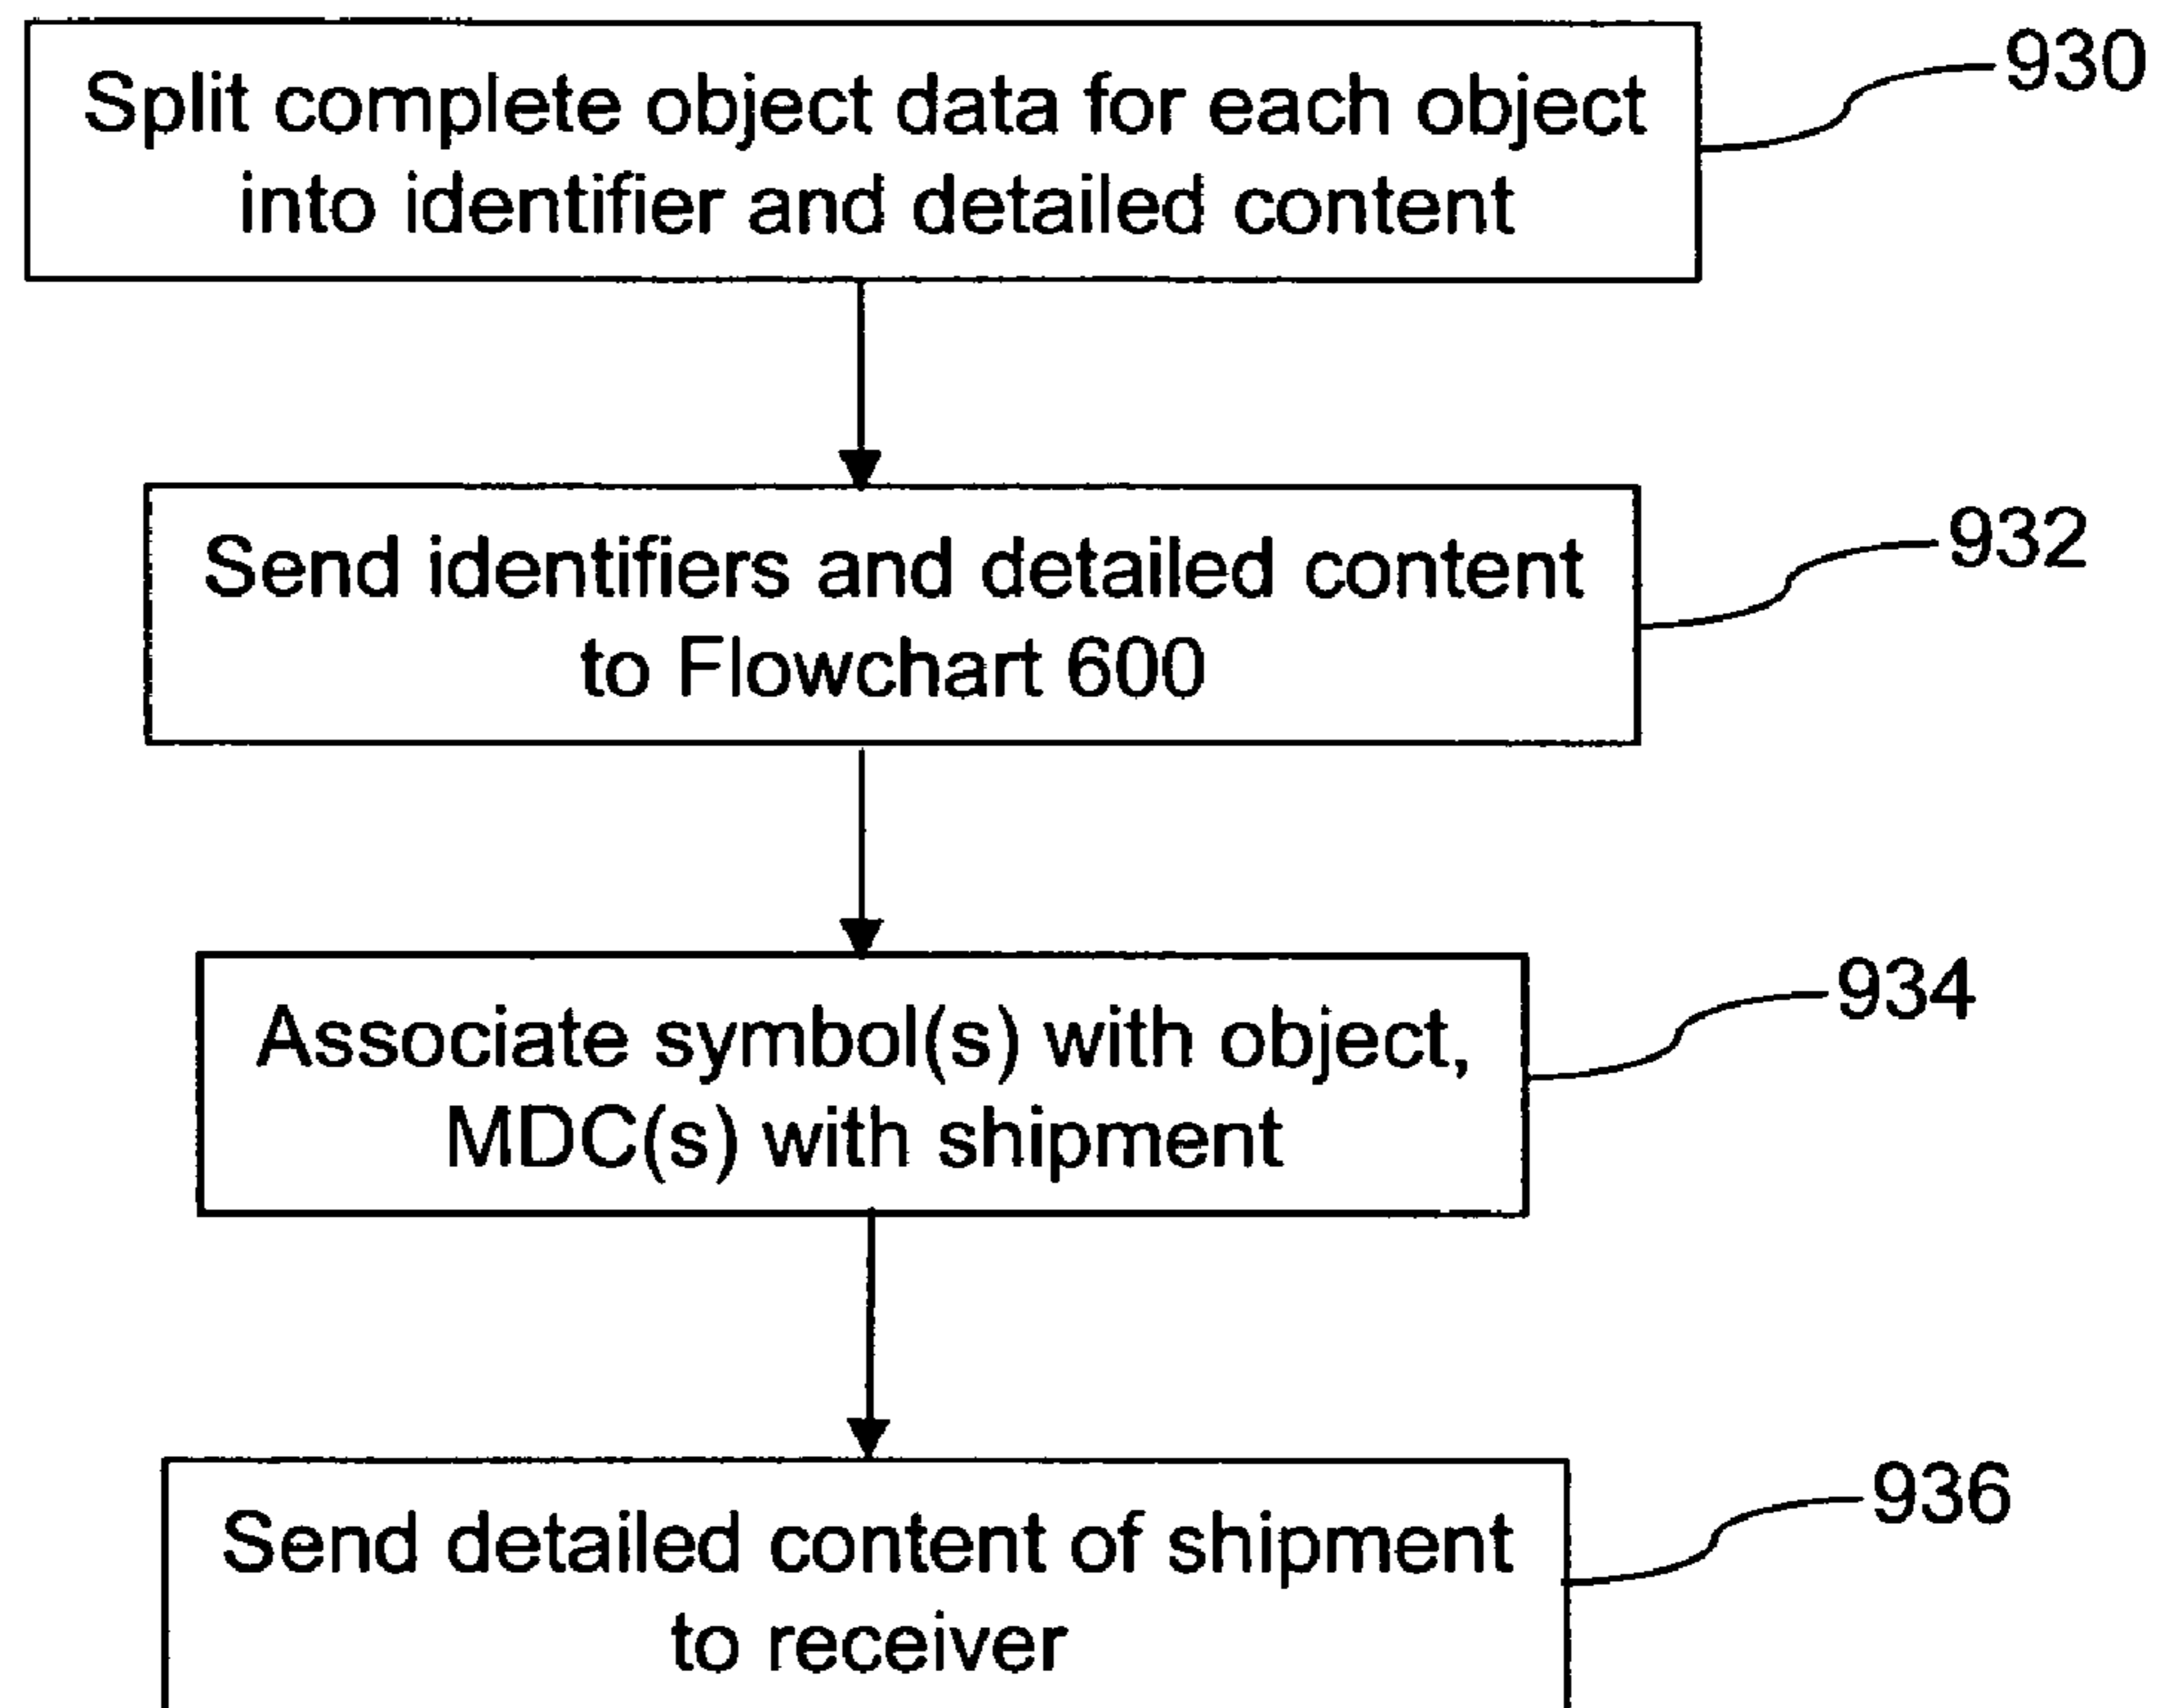 Split complete object data for each object
into identifier and detailed content
930
Send identifiers and detailed content
to Flowchart 600
932
Associate symbol(s) with object,
MDC(s) with shipment
934
Send detailed content of shipment
to receiver
936